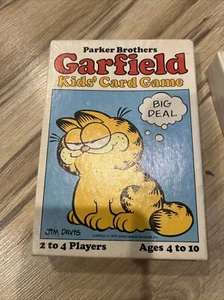 Parker Brothers
Garfield
Kids' Card Game
BIG
DEAL
JIM DAVIS
2 to 4 Players
Ages 4 to 10